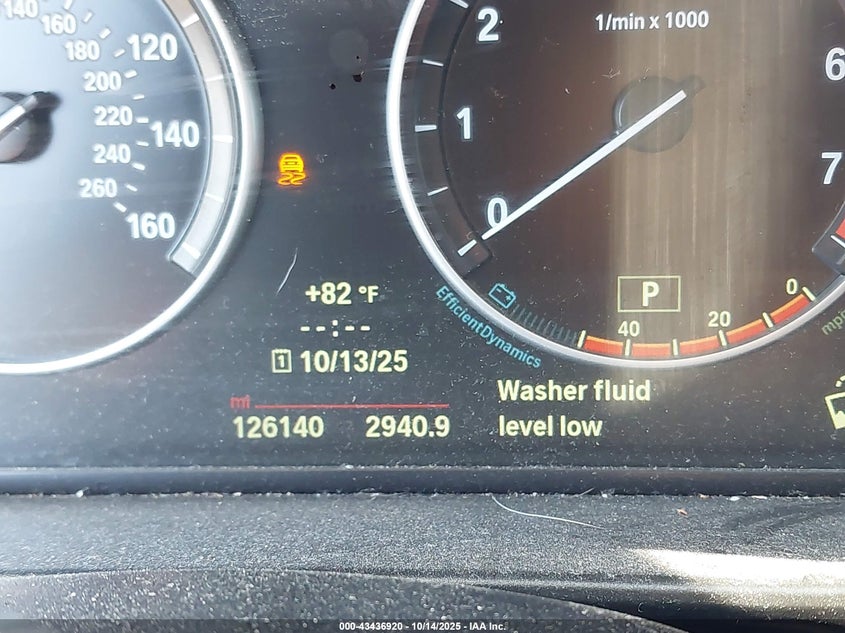 140
160
180
200
220
240
260
120
140
160
2
1
0
1/min x 1000
6
7
+82 °F
--:--
1 10/13/25
mi
126140 2940.9
P
EfficientDynamics
40 20 0
mpg
Washer fluid
level low
000-43436920 - 10/14/2025 - IAA Inc.